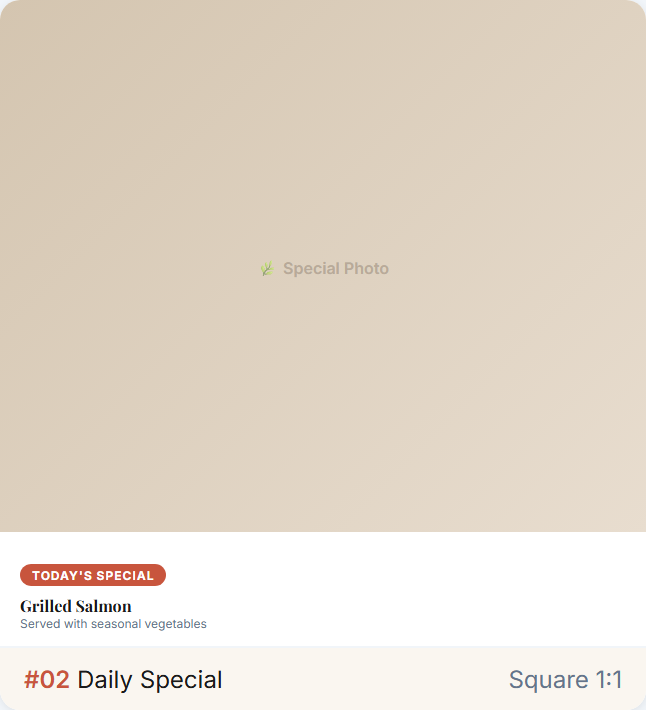 🌿 Special Photo
TODAY'S SPECIAL
Grilled Salmon
Served with seasonal vegetables
#02 Daily Special
Square 1:1